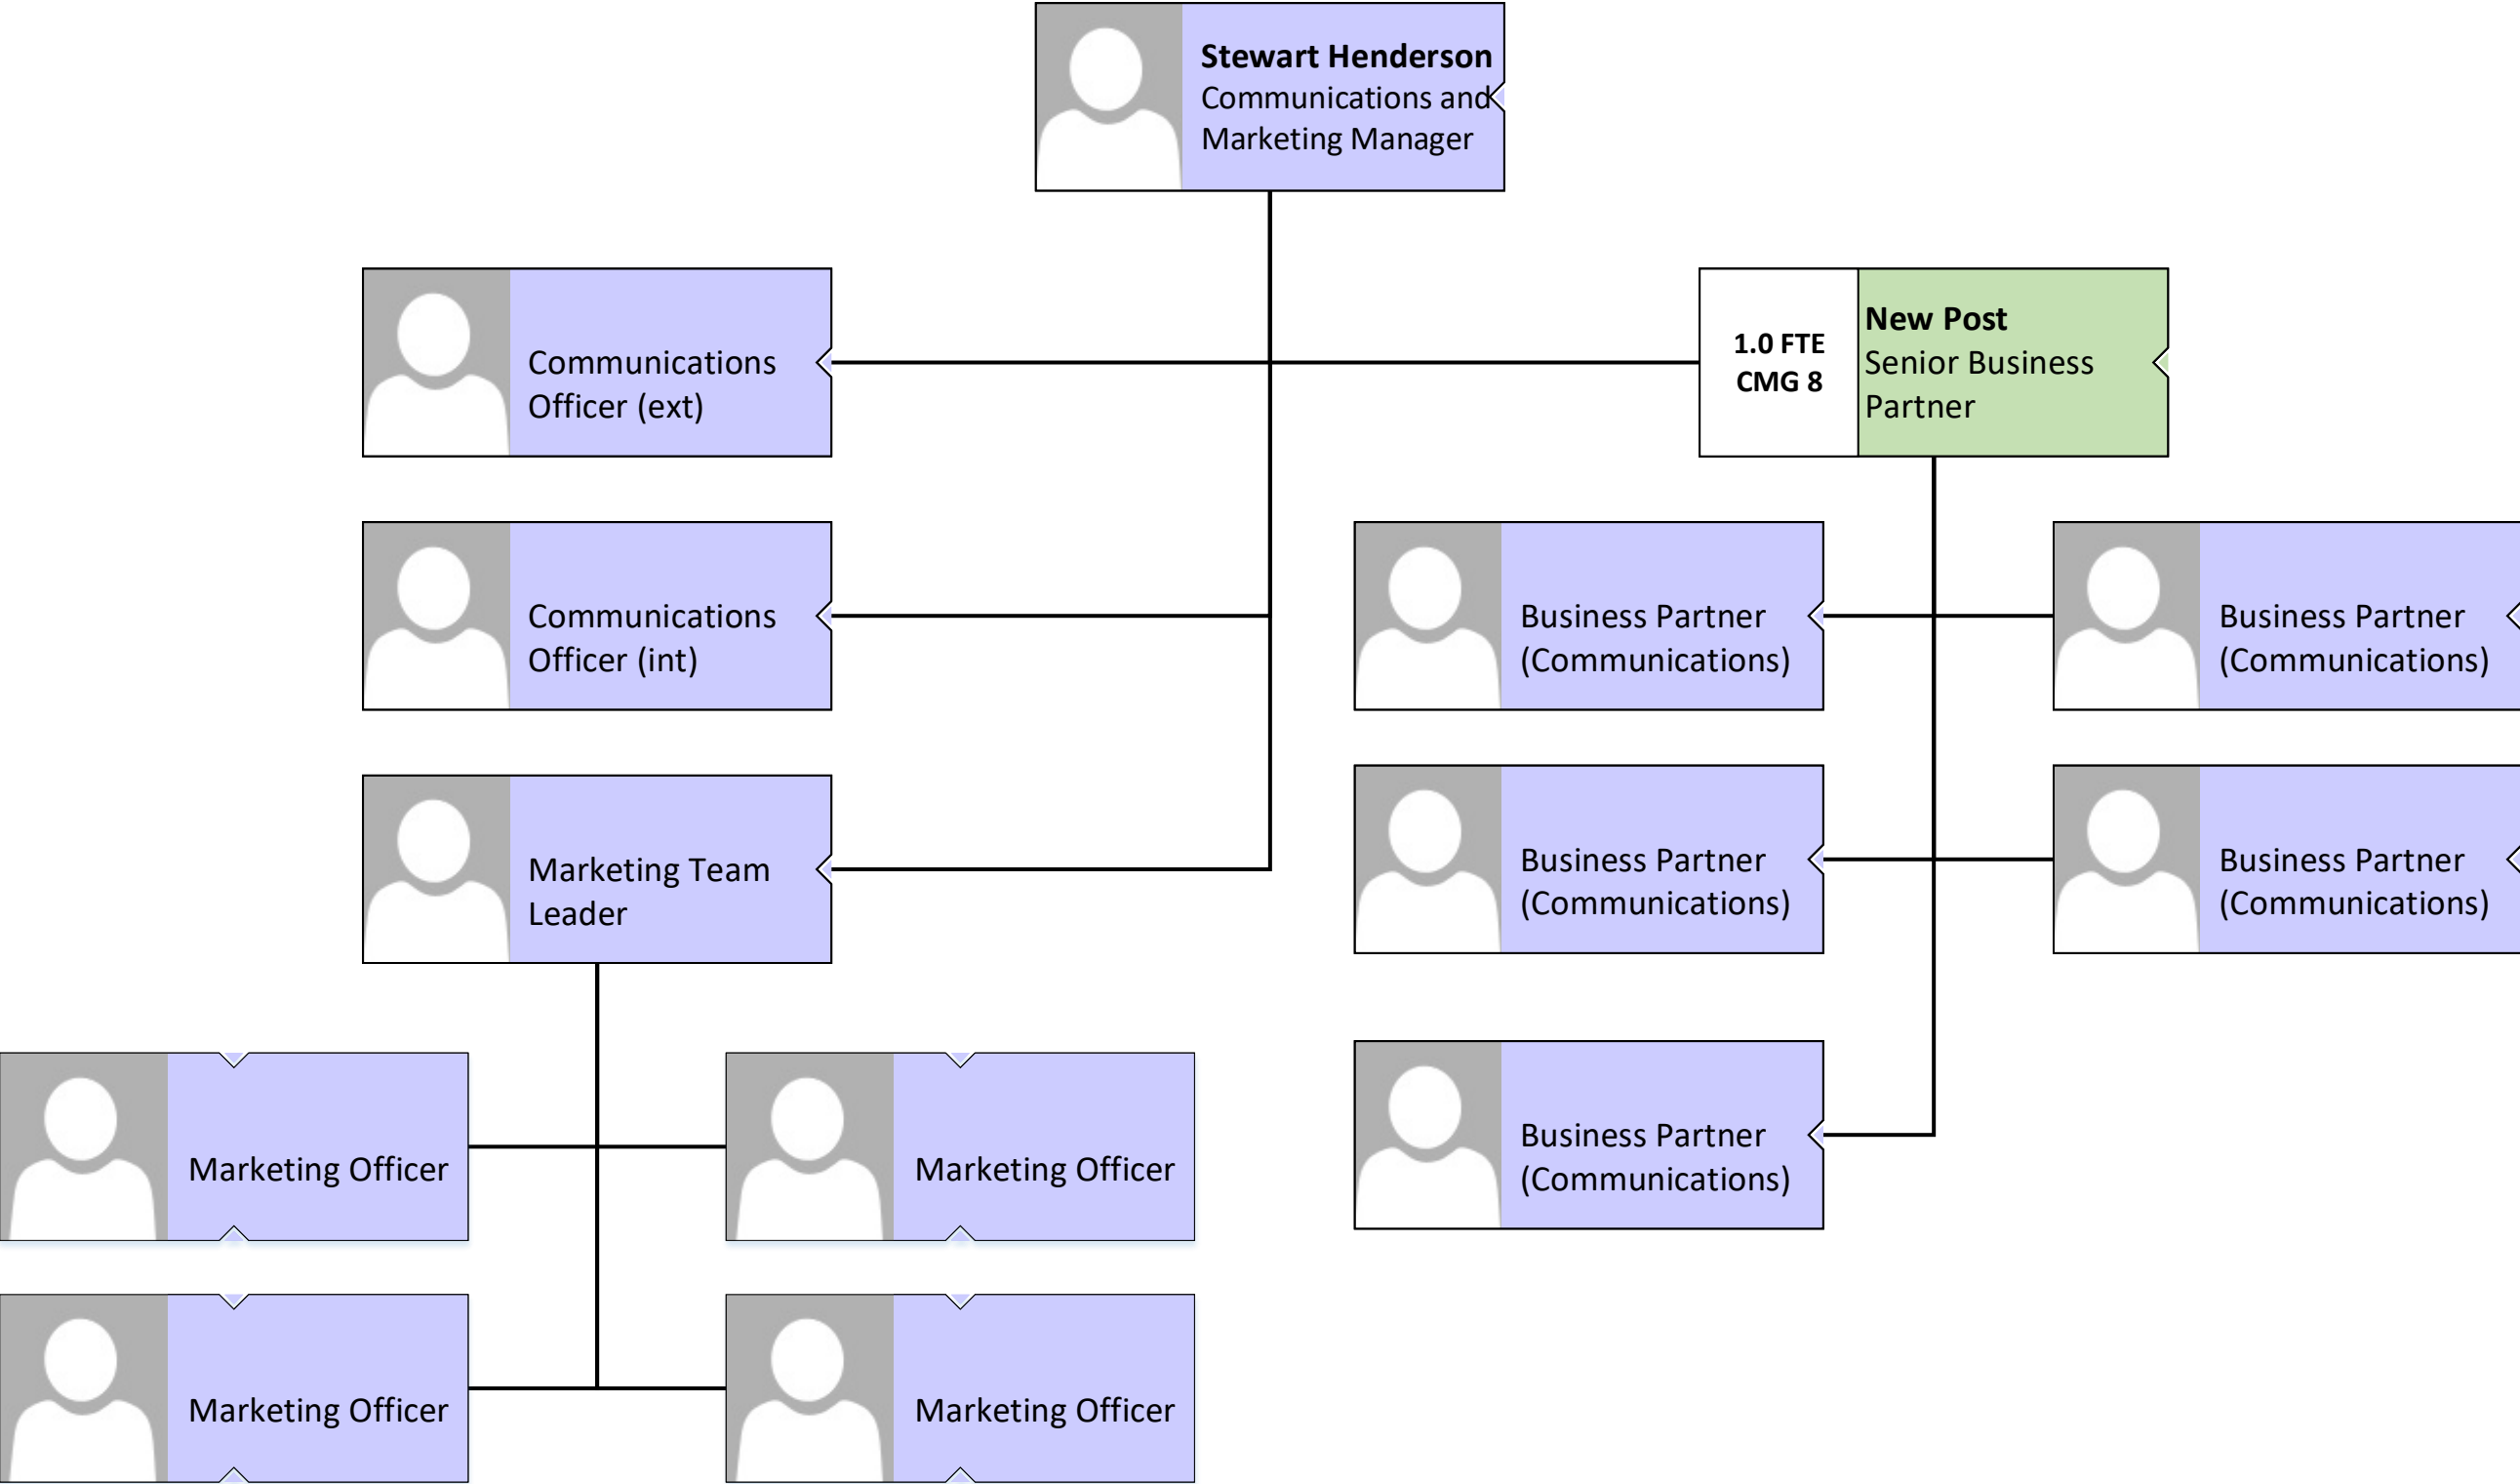 Stewart Henderson
Communications and
Marketing Manager
Communications
Officer (ext)
1.0 FTE
CMG 8
New Post
Senior Business
Partner
Communications
Officer (int)
Business Partner
(Communications)
Business Partner
(Communications)
Marketing Team
Leader
Business Partner
(Communications)
Business Partner
(Communications)
Marketing Officer
Marketing Officer
Business Partner
(Communications)
Marketing Officer
Marketing Officer